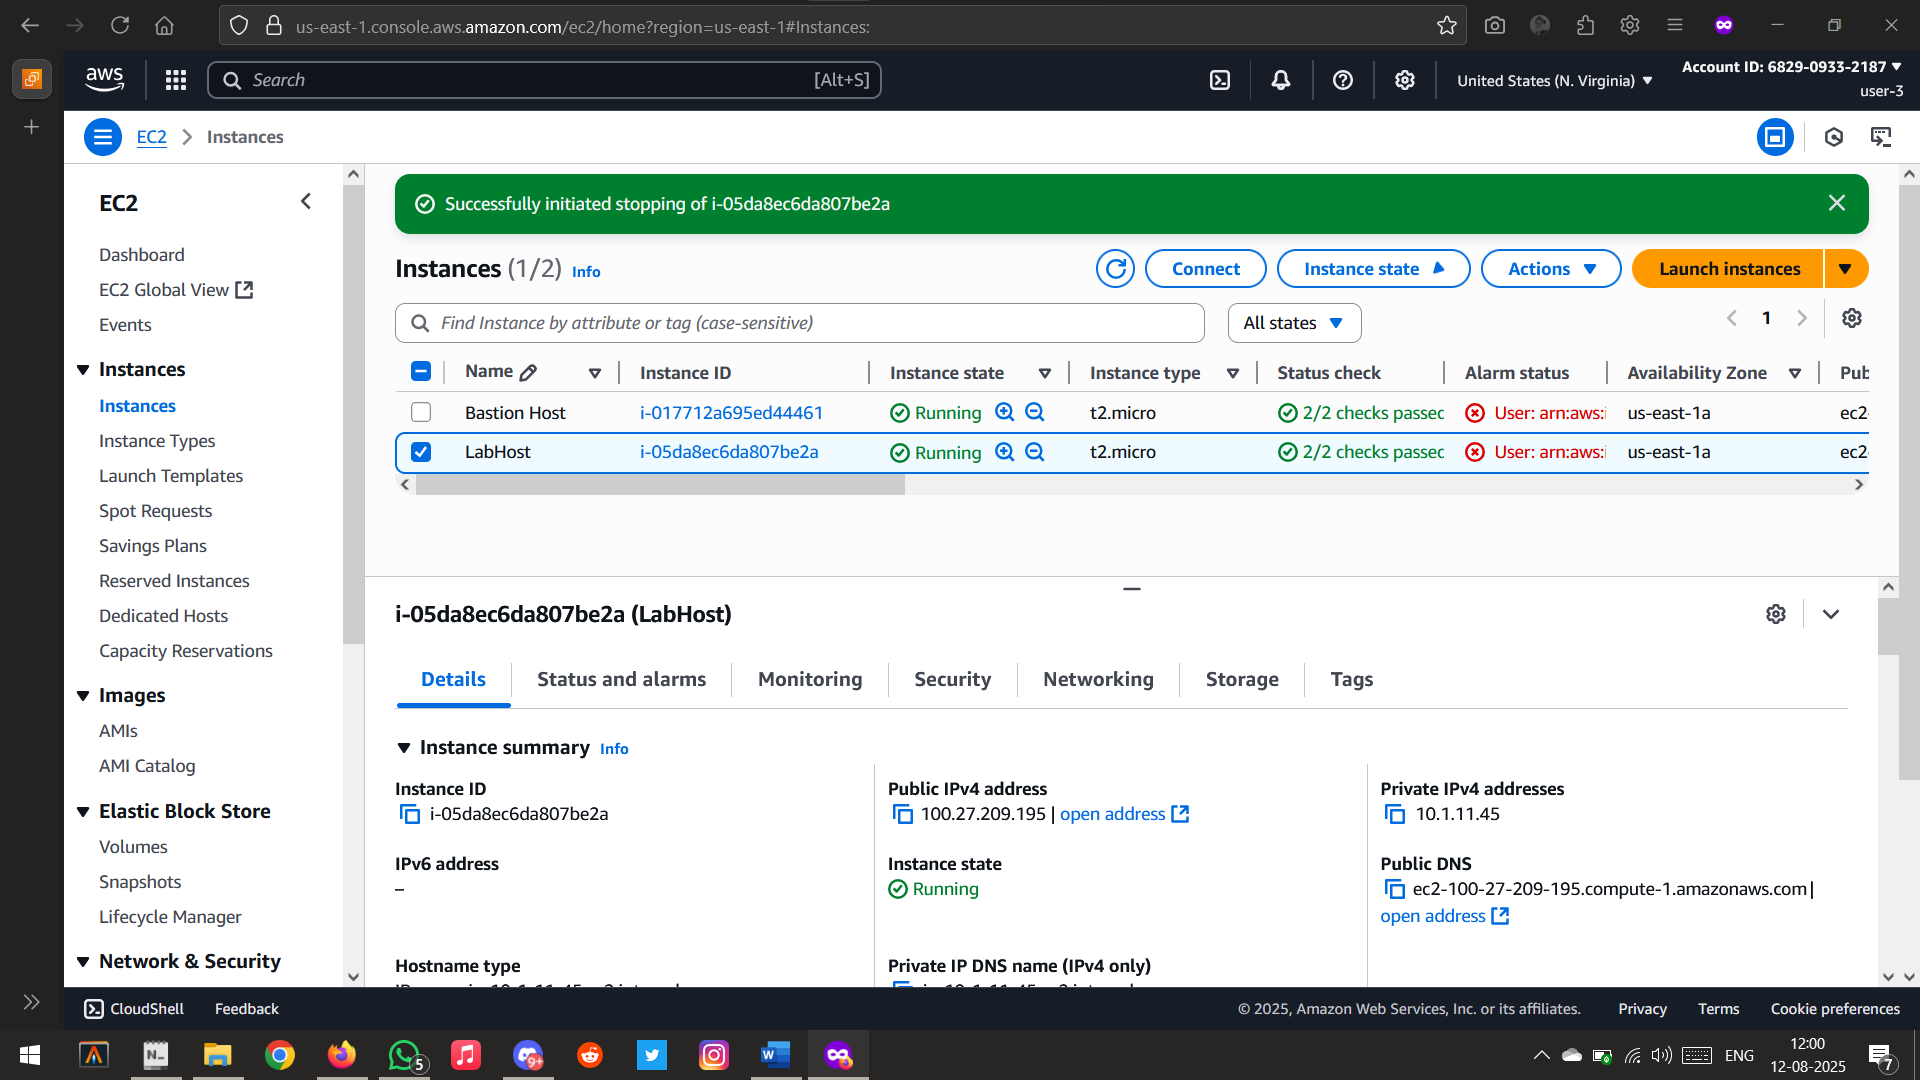 us-east-1.console.aws.amazon.com/ec2/home?region=us-east-1#Instances:
aws
Search
[Alt+S]
United States (N. Virginia)
Account ID: 6829-0933-2187
user-3
EC2
Instances
EC2
Dashboard
EC2 Global View
Events
Instances
Instances
Instance Types
Launch Templates
Spot Requests
Savings Plans
Reserved Instances
Dedicated Hosts
Capacity Reservations
Images
AMIs
AMI Catalog
Elastic Block Store
Volumes
Snapshots
Lifecycle Manager
Network & Security
Successfully initiated stopping of i-05da8ec6da807be2a
Instances (1/2) Info
Connect
Instance state
Actions
Launch instances
Find Instance by attribute or tag (case-sensitive)
All states
1
Name Instance ID Instance state Instance type Status check Alarm status Availability Zone Pub
Bastion Host i-017712a695ed44461 Running t2.micro 2/2 checks passed User: arn:aws:i us-east-1a ec2-
LabHost i-05da8ec6da807be2a Running t2.micro 2/2 checks passed User: arn:aws:i us-east-1a ec2-
i-05da8ec6da807be2a (LabHost)
Details
Status and alarms
Monitoring
Security
Networking
Storage
Tags
Instance summary Info
Instance ID
i-05da8ec6da807be2a
Public IPv4 address
100.27.209.195 | open address
Private IPv4 addresses
10.1.11.45
IPv6 address
–
Instance state
Running
Public DNS
ec2-100-27-209-195.compute-1.amazonaws.com |
open address
Hostname type
Private IP DNS name (IPv4 only)
CloudShell
Feedback
© 2025, Amazon Web Services, Inc. or its affiliates.
Privacy
Terms
Cookie preferences
N_
5
9+
W
ENG
12:00
12-08-2025
7